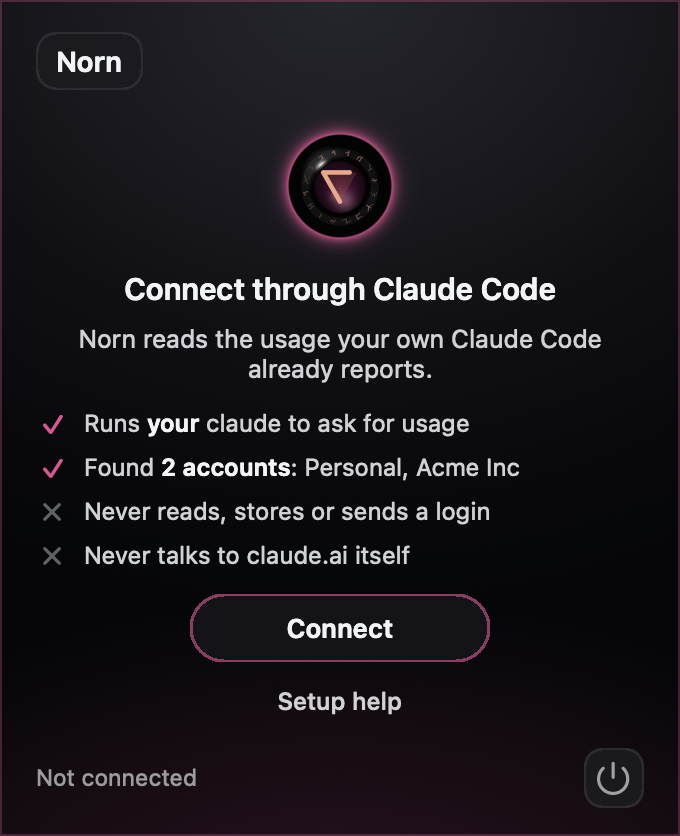 Norn
Connect through Claude Code
Norn reads the usage your own Claude Code
already reports.
Runs your claude to ask for usage
Found 2 accounts: Personal, Acme Inc
Never reads, stores or sends a login
Never talks to claude.ai itself
Connect
Setup help
Not connected